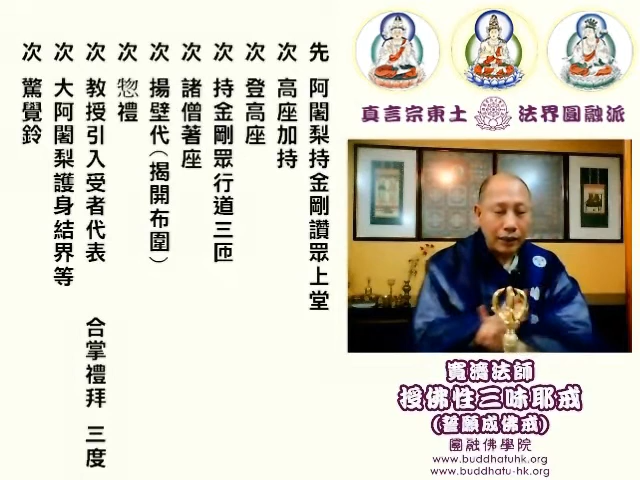 先　阿闍梨持金剛讚眾上堂
次　高座加持
次　登高座
次　持金剛眾行道三匝
次　諸僧著座
次　揚壁代(揭開布圍)
次　惣禮
次　教授引入受者代表　合掌禮拜 三度
次　大阿闍梨護身結界等
次　驚覺鈴
真言宗東土　法界圓融派
寬濟法師
授佛性三昧耶戒
(誓願成佛戒)
圓融佛學院
www.buddhatuhk.org
www.buddhatu-hk.org